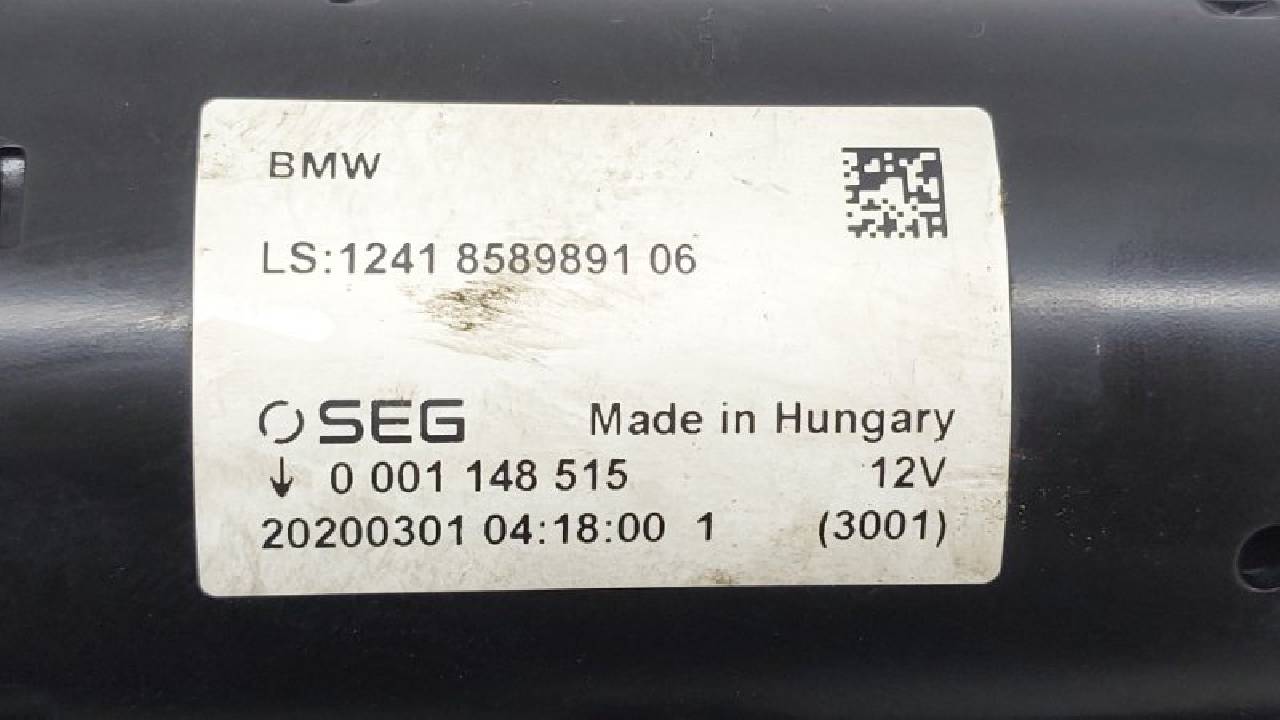 BMW
LS:1241 8589891 06
SEG Made in Hungary
↓ 0 001 148 515 12V
20200301 04:18:00 1 (3001)